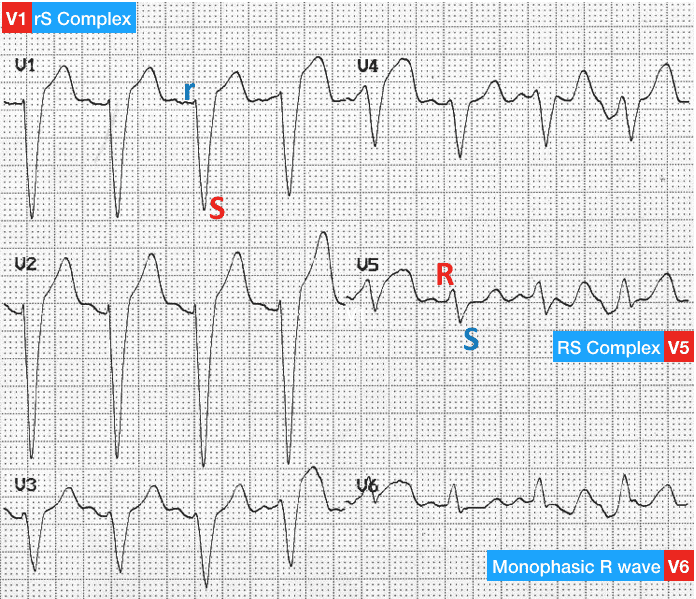 V1 rS Complex
V1
V4
r
S
V2
V5
R
S
RS Complex V5
V3
V6
Monophasic R wave V6